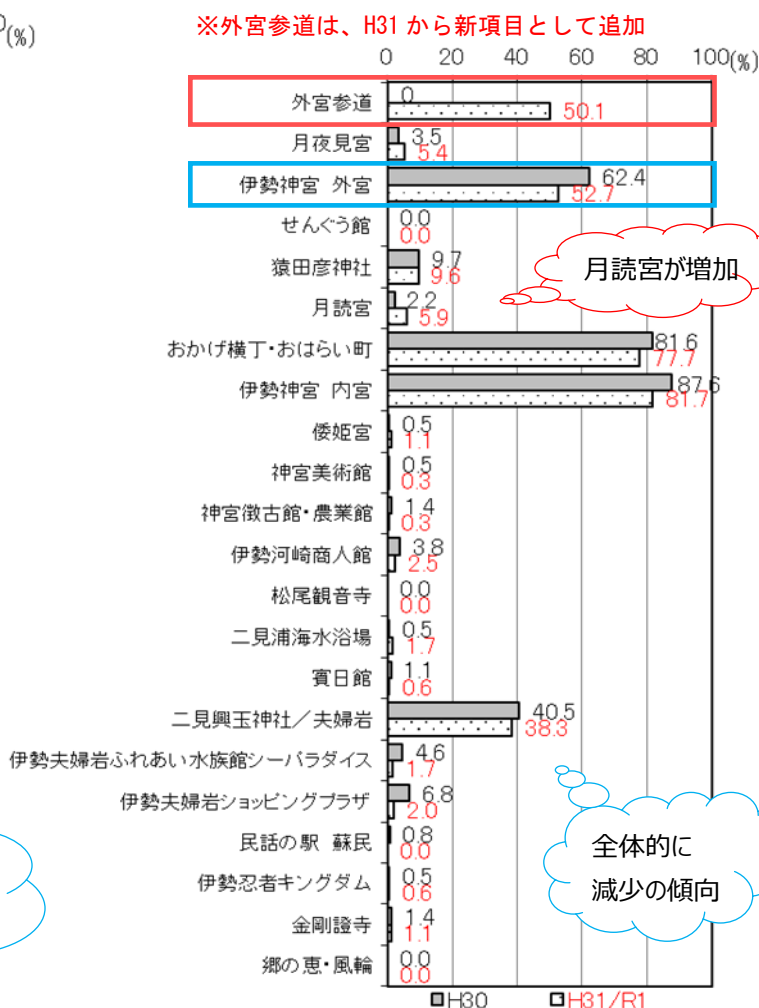 (%)
※外宮参道は、H31から新項目として追加
0 20 40 60 80 100(%)
外宮参道 0
50.1
月夜見宮 3.5
5.4
伊勢神宮 外宮 62.4
52.7
せんぐう館 0.0
0.0
猿田彦神社 9.7
9.6
月読宮が増加
月読宮 2.2
5.9
おかげ横丁・おはらい町 81.6
77.7
伊勢神宮 内宮 87.6
81.7
倭姫宮 0.5
1.1
神宮美術館 0.5
0.3
神宮徴古館・農業館 1.4
0.3
伊勢河崎商人館 3.8
2.5
松尾観音寺 0.0
0.0
二見浦海水浴場 0.5
1.7
賓日館 1.1
0.6
二見興玉神社／夫婦岩 40.5
38.3
伊勢夫婦岩ふれあい水族館シーパラダイス 4.6
1.7
伊勢夫婦岩ショッピングプラザ 6.8
2.0
民話の駅 蘇民 0.8
0.0
全体的に
減少の傾向
伊勢忍者キングダム 0.5
0.6
金剛證寺 1.4
1.1
郷の恵・風輪 0.0
0.0
H30 H31/R1